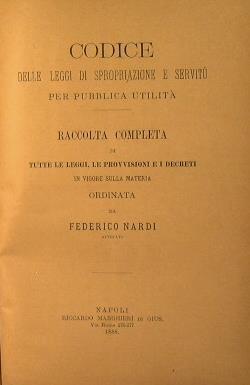 CODICE
DELLE LEGGI DI SPROPRIAZIONE E SERVITÙ
PER PUBBLICA UTILITÀ
RACCOLTA COMPLETA
DI
TUTTE LE LEGGI, LE PROVVISIONI E I DECRETI
IN VIGORE SULLA MATERIA
ORDINATA
DA
FEDERICO NARDI
AVVOCATO
NAPOLI
RICCARDO MARGHIERI DI GIUS.
Via Roma
1888.